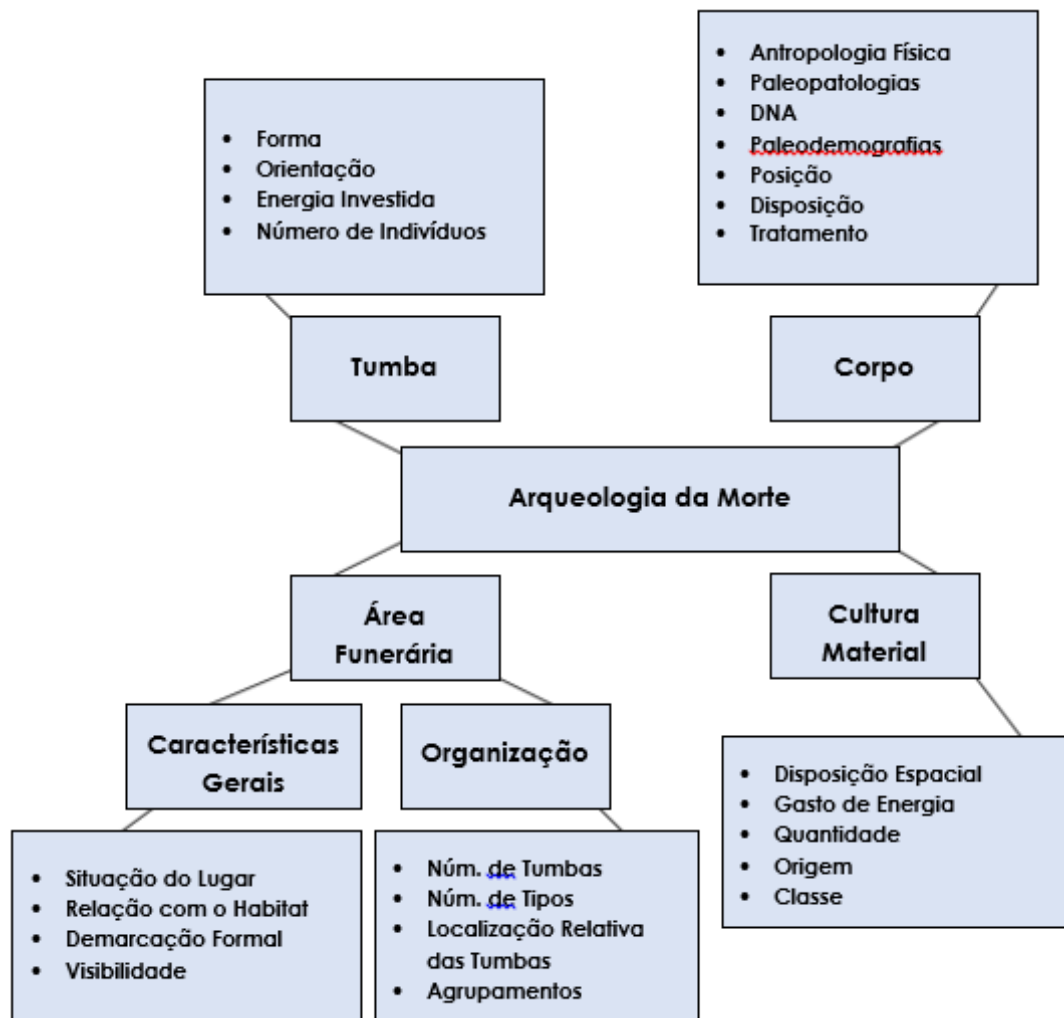 • Antropologia Física
• Paleopatologias
• DNA
• Paleodemografias
• Posição
• Disposição
• Tratamento
• Forma
• Orientação
• Energia Investida
• Número de Indivíduos
Tumba
Corpo
Arqueologia da Morte
Área
Funerária
Cultura
Material
Característícas
Gerais
Organização
• Disposição Espacial
• Gasto de Energia
• Quantidade
• Origem
• Classe
• Situação do Lugar
• Relação com o Habitat
• Demarcação Formal
• Visibilidade
• Núm. de Tumbas
• Núm. de Tipos
• Localização Relativa
das Tumbas
• Agrupamentos